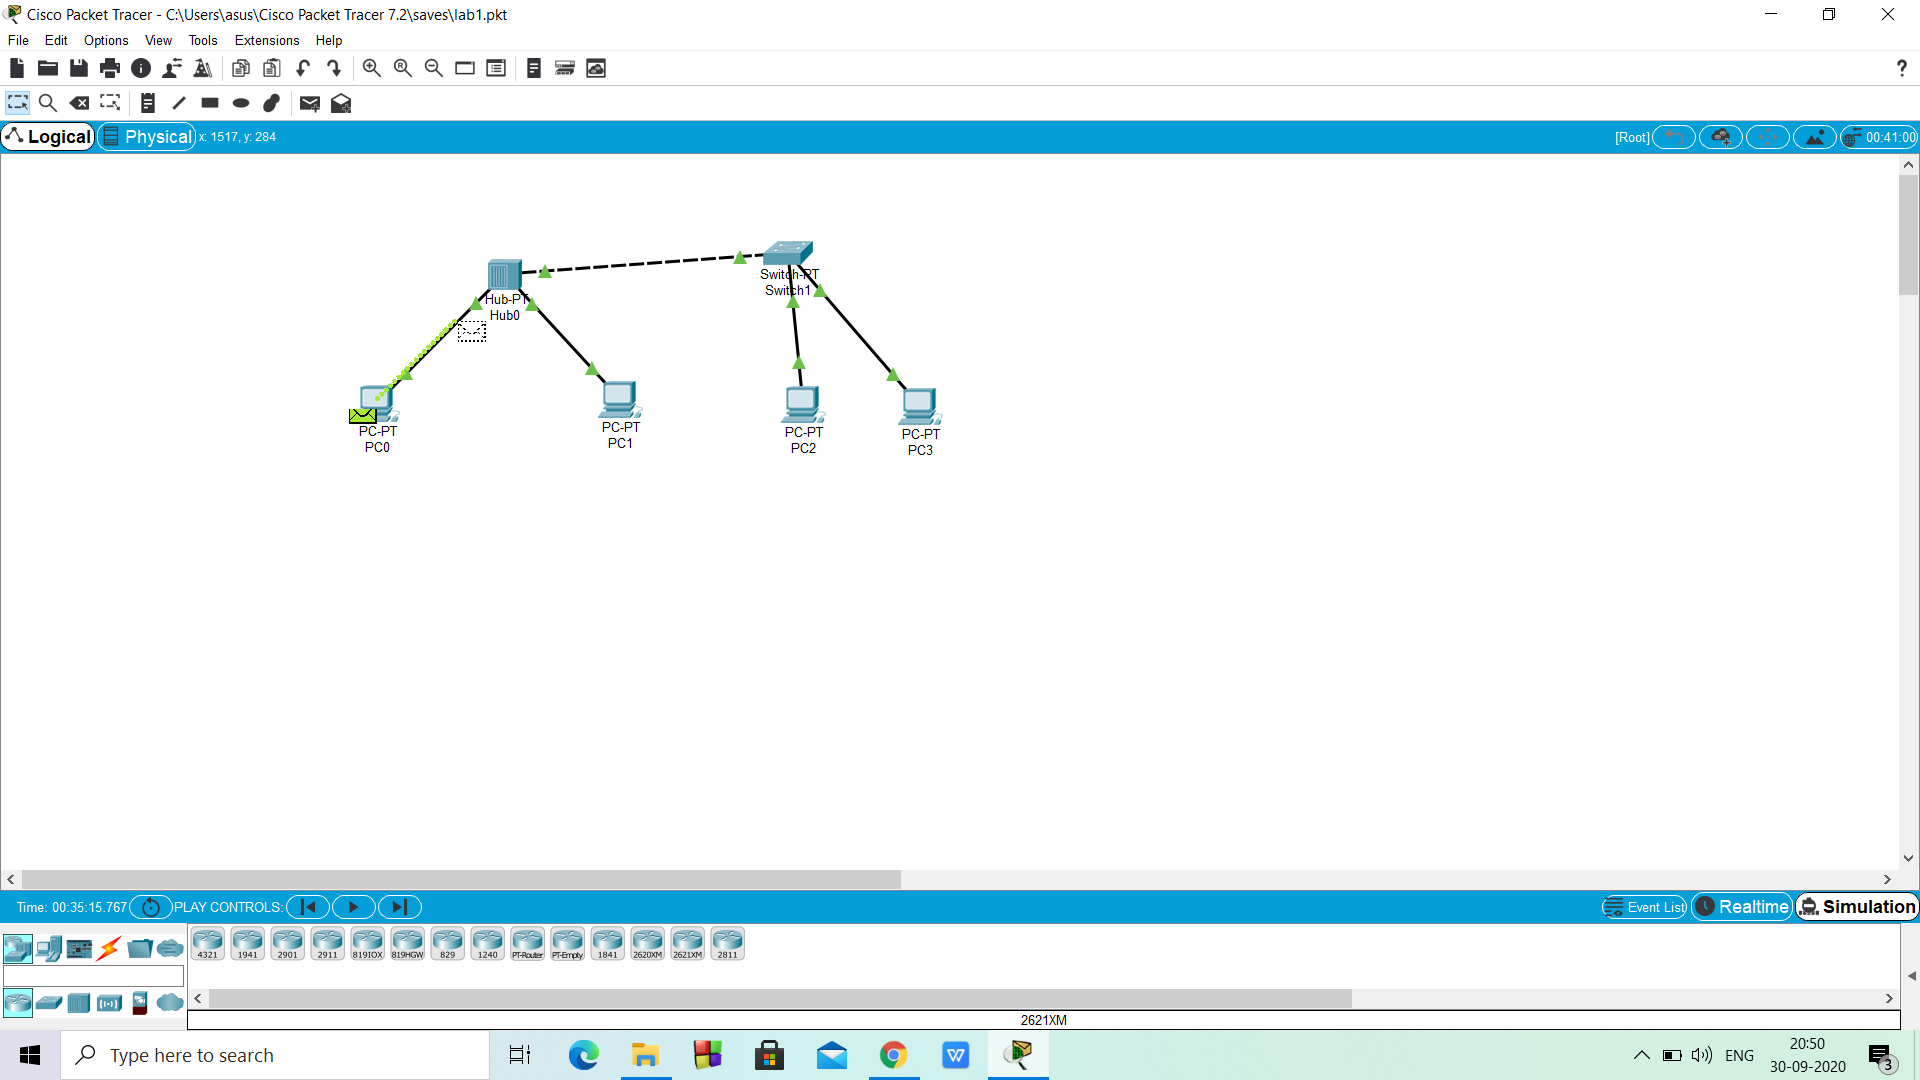 Cisco Packet Tracer - C:\Users\asus\Cisco Packet Tracer 7.2\saves\lab1.pkt
File Edit Options View Tools Extensions Help
?
Logical Physical x: 1517, y: 284 [Root] 00:41:00
Switch-PT
Switch1
Hub-PT
Hub0
PC-PT
PC0
PC-PT
PC1
PC-PT
PC2
PC-PT
PC3
Time: 00:35:15.767 PLAY CONTROLS: Event List Realtime Simulation
4321 1941 2901 2911 819IOX 819HGW 829 1240 PT-Router PT-Empty 1841 2620XM 2621XM 2811
2621XM
Type here to search
ENG
20:50
30-09-2020
3